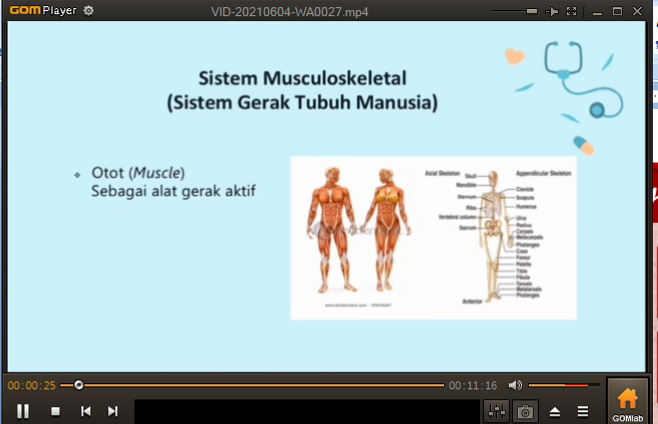 GOM Player
VID-20210604-WA0027.mp4
Sistem Musculoskeletal
(Sistem Gerak Tubuh Manusia)
Otot (Muscle)
Sebagai alat gerak aktif
Axial Skeleton
Appendicular Skeleton
Skull
Mandible
Sternum
Ribs
Vertebral column
Sacrum
Clavicle
Scapula
Humerus
Ulna
Radius
Carpals
Metacarpals
Phalanges
Coxa
Femur
Patella
Tibia
Fibula
Tarsals
Metatarsals
Phalanges
Anterior
00:00:25
00:11:16
GOMlab